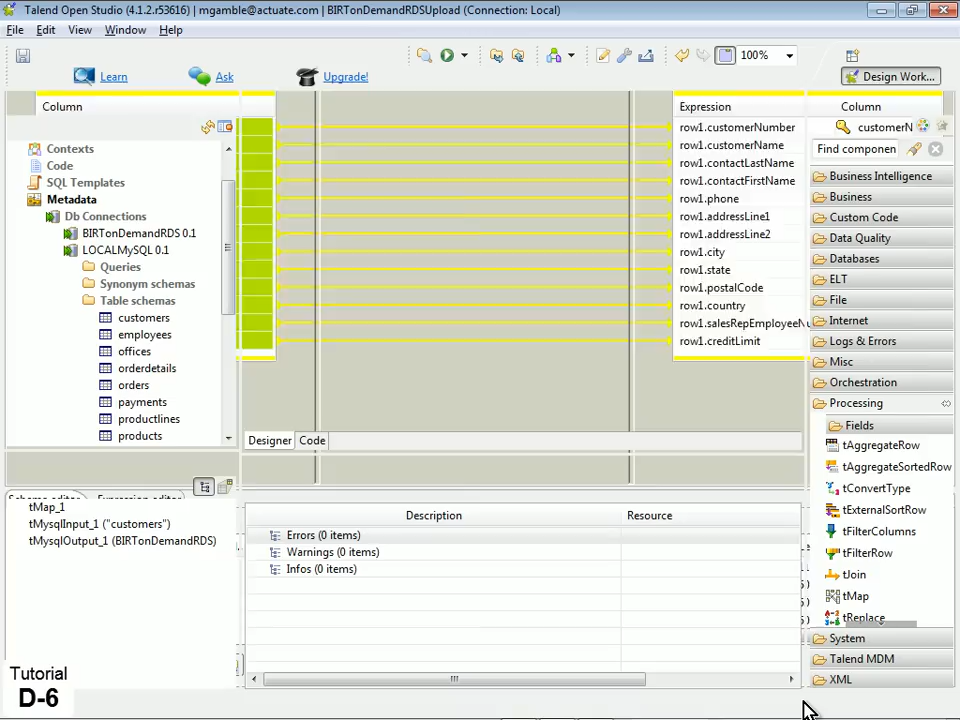 Talend Open Studio (4.1.2.r53616) | mgamble@actuate.com | BIRTonDemandRDSUpload (Connection: Local)
File Edit View Window Help
100%
Learn Ask Upgrade! Design Work...
Column
Expression
Column
Contexts
Code
SQL Templates
Metadata
Db Connections
BIRTonDemandRDS 0.1
LOCALMySQL 0.1
Queries
Synonym schemas
Table schemas
customers
employees
offices
orderdetails
orders
payments
productlines
products
row1.customerNumber
row1.customerName
row1.contactLastName
row1.contactFirstName
row1.phone
row1.addressLine1
row1.addressLine2
row1.city
row1.state
row1.postalCode
row1.country
row1.salesRepEmployeeNu
row1.creditLimit
customerN
Find componen
Business Intelligence
Business
Custom Code
Data Quality
Databases
ELT
File
Internet
Logs & Errors
Misc
Orchestration
Processing
Fields
tAggregateRow
tAggregateSortedRow
tConvertType
tExternalSortRow
tFilterColumns
tFilterRow
tJoin
tMap
tReplace
System
Talend MDM
XML
Designer Code
Schema editor Expression editor
tMap_1
tMysqlInput_1 ("customers")
tMysqlOutput_1 (BIRTonDemandRDS)
Description Resource
Errors (0 items)
Warnings (0 items)
Infos (0 items)
Tutorial
D-6